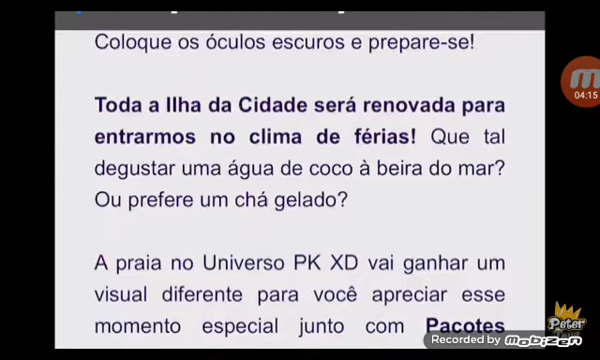 Coloque os óculos escuros e prepare-se!
Toda a Ilha da Cidade será renovada para
entrarmos no clima de férias! Que tal
degustar uma água de coco à beira do mar?
Ou prefere um chá gelado?
A praia no Universo PK XD vai ganhar um
visual diferente para você apreciar esse
momento especial junto com Pacotes
04:15
Peter
Recorded by mobizen